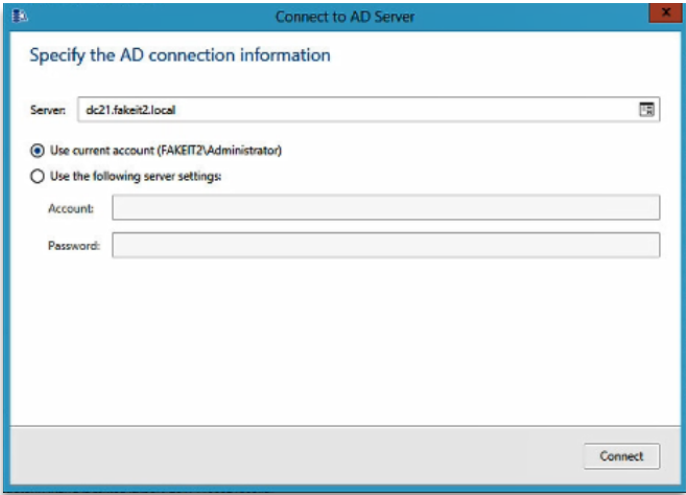 Connect to AD Server
x
Specify the AD connection information
Server: dc21.fakeit2.local
Use current account (FAKEIT2\Administrator)
Use the following server settings:
Account:
Password:
Connect